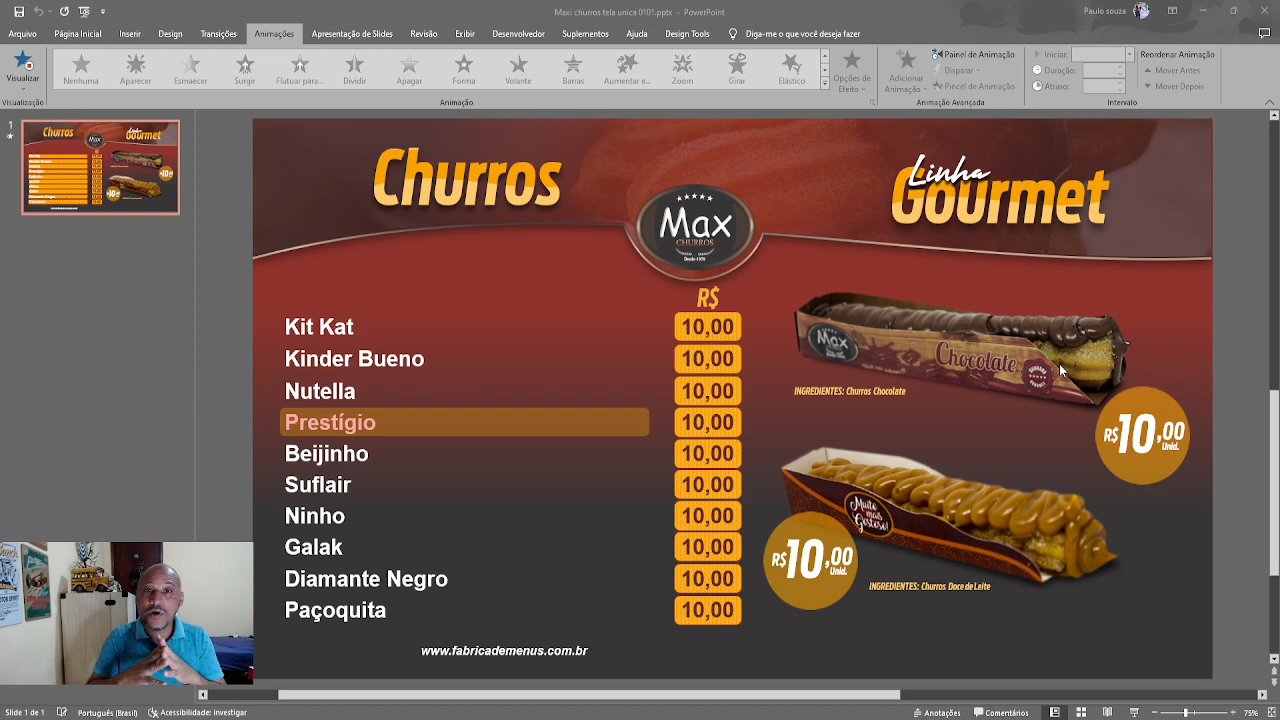 Maxi churros tela unica 0101.pptx - PowerPoint
Paulo souza
Arquivo Página Inicial Inserir Design Transições Animações Apresentação de Slides Revisão Exibir Desenvolvedor Suplementos Ajuda Design Tools Diga-me o que você deseja fazer
Visualizar
Nenhuma Aparecer Esmaecer Surgir Flutuar para... Dividir Apagar Forma Volante Barras Aumentar e... Zoom Girar Elástico
Opções de Efeito
Adicionar Animação
Painel de Animação
Disparar
Pincel de Animação
Iniciar:
Duração:
Atraso:
Reordenar Animação
Mover Antes
Mover Depois
Visualização Animação Animação Avançada Intervalo
1
Churros
Linha
Gourmet
Max
CHURROS
Desde 1979
R$
Kit Kat 10,00
Kinder Bueno 10,00
Nutella 10,00
Prestígio 10,00
Beijinho 10,00
Suflair 10,00
Ninho 10,00
Galak 10,00
Diamante Negro 10,00
Paçoquita 10,00
www.fabricademenus.com.br
Max
Chocolate
INGREDIENTES: Churros Chocolate
R$10,00
Unid.
Muito
mais
Gostoso!
R$10,00
Unid.
INGREDIENTES: Churros Doce de Leite
Slide 1 de 1 Português (Brasil) Acessibilidade: investigar Anotações Comentários 75%